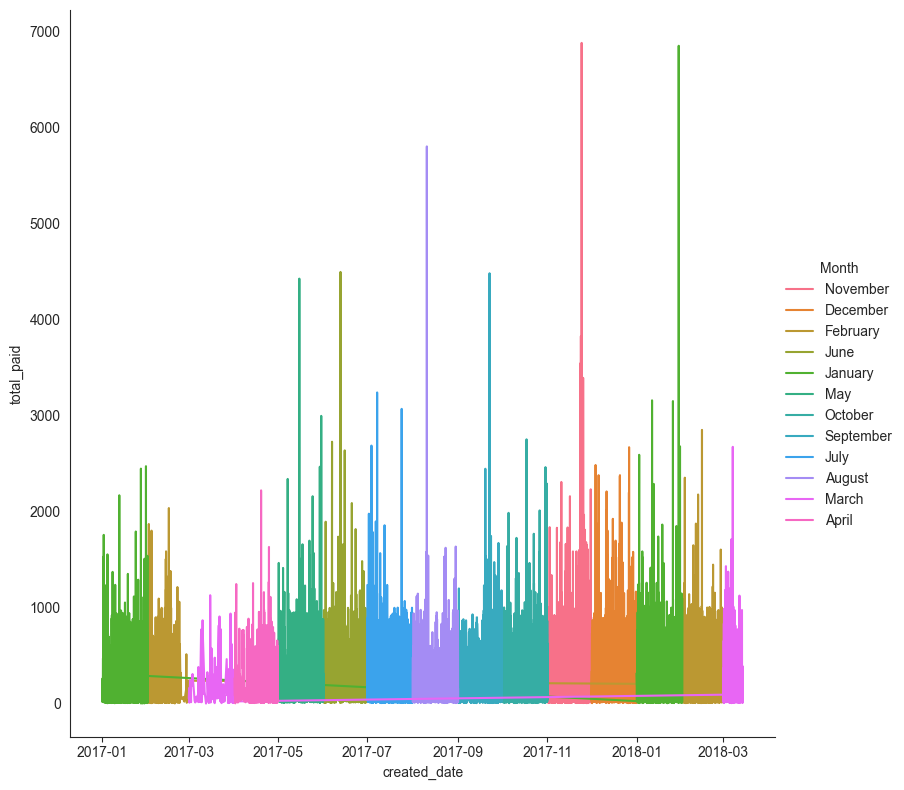 7000
6000
5000
4000
3000
2000
1000
0
total_paid
2017-01 2017-03 2017-05 2017-07 2017-09 2017-11 2018-01 2018-03
created_date
Month
November
December
February
June
January
May
October
September
July
August
March
April